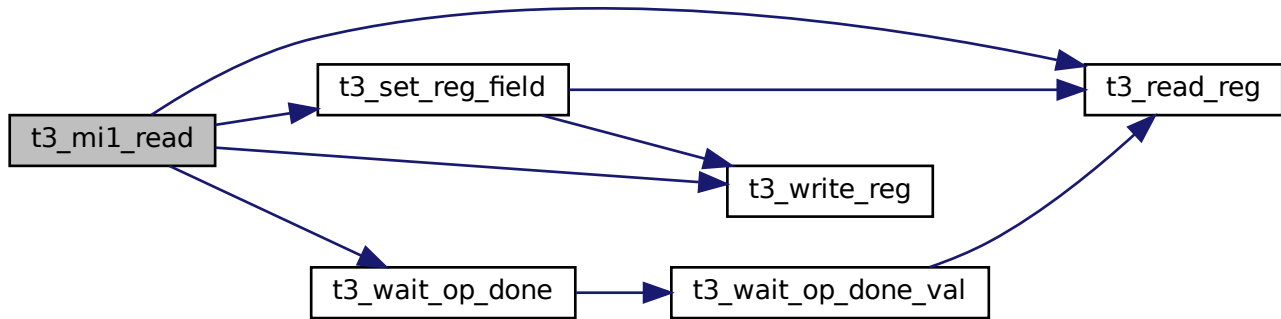 t3_mi1_read
t3_set_reg_field
t3_read_reg
t3_write_reg
t3_wait_op_done
t3_wait_op_done_val